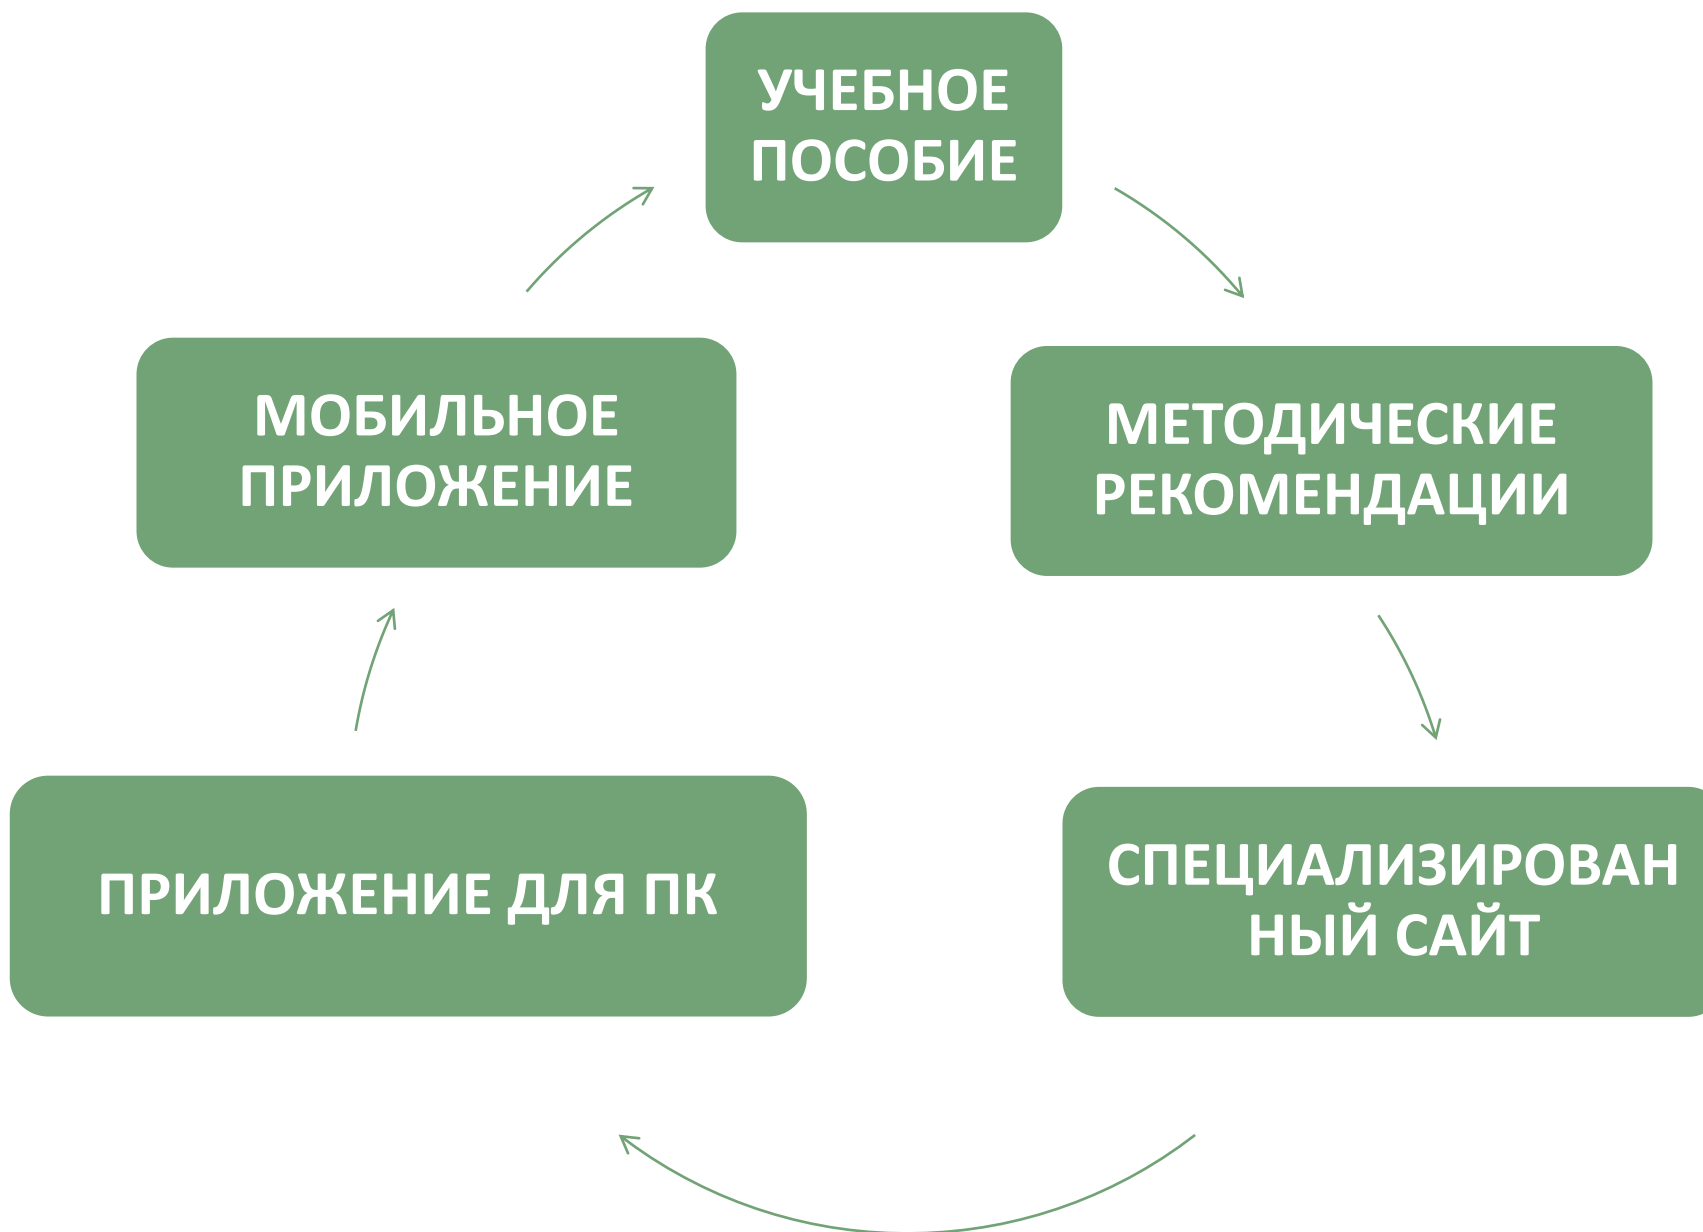 УЧЕБНОЕ
ПОСОБИЕ
МЕТОДИЧЕСКИЕ
РЕКОМЕНДАЦИИ
СПЕЦИАЛИЗИРОВАН
НЫЙ САЙТ
ПРИЛОЖЕНИЕ ДЛЯ ПК
МОБИЛЬНОЕ
ПРИЛОЖЕНИЕ